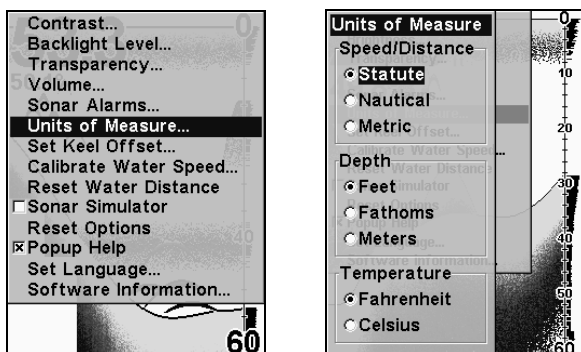 Contrast...
Backlight Level...
Transparency...
Volume...
Sonar Alarms...
Units of Measure...
Set Keel Offset...
Calibrate Water Speed...
Reset Water Distance
Sonar Simulator
Reset Options
Popup Help
Set Language...
Software Information...
40
60
Units of Measure
Speed/Distance
Statute
Nautical
Metric
Depth
Feet
Fathoms
Meters
Temperature
Fahrenheit
Celsius
0
10
20
30
40
50
60